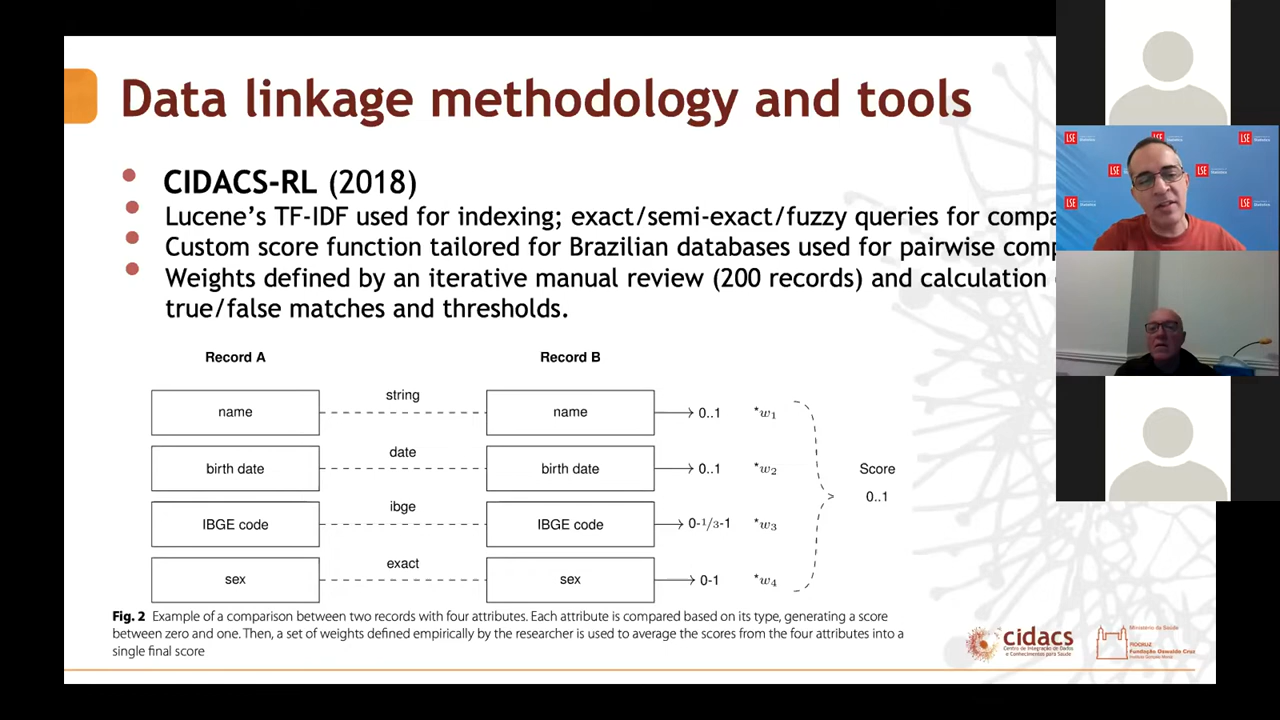 Data linkage methodology and tools
CIDACS-RL (2018)
Lucene's TF-IDF used for indexing; exact/semi-exact/fuzzy queries for compa
Custom score function tailored for Brazilian databases used for pairwise comp
Weights defined by an iterative manual review (200 records) and calculation
true/false matches and thresholds.
Record A
Record B
name
string
name
0..1
*w1
birth date
date
birth date
0..1
*w2
IBGE code
ibge
IBGE code
0-1/3-1
*w3
sex
exact
sex
0-1
*w4
Score
0..1
Fig. 2 Example of a comparison between two records with four attributes. Each attribute is compared based on its type, generating a score
between zero and one. Then, a set of weights defined empirically by the researcher is used to average the scores from the four attributes into a
single final score
cidacs
Centro de Integração de Dados
e Conhecimentos para Saúde
Ministério da Saúde
FIOCRUZ
Fundação Oswaldo Cruz
LSE
LSE
LSE
LSE
LSE
LSE
LSE